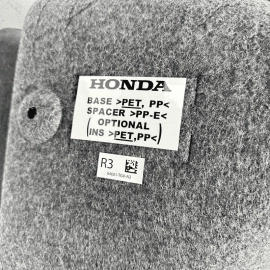 HONDA
BASE >PET, PP<
SPACER >PP-E<
(OPTIONAL
INS >PET,PP<)
R3